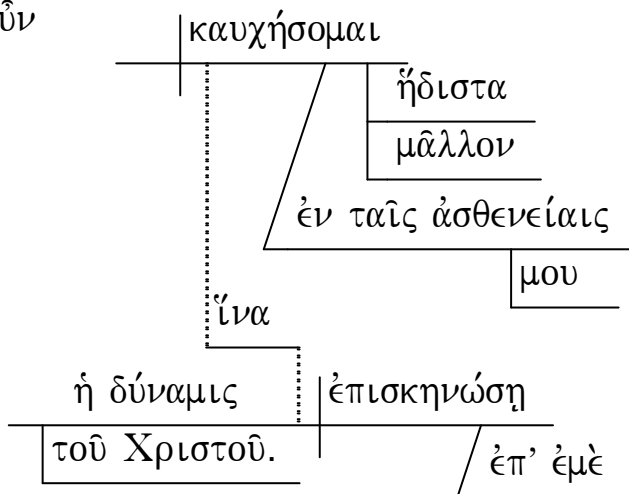 ὖν
καυχήσομαι
ἥδιστα
μᾶλλον
ἐν ταῖς ἀσθενείαις
μου
ἵνα
ἡ δύναμις ἐπισκηνώσῃ
τοῦ Χριστοῦ. ἐπ’ ἐμὲ